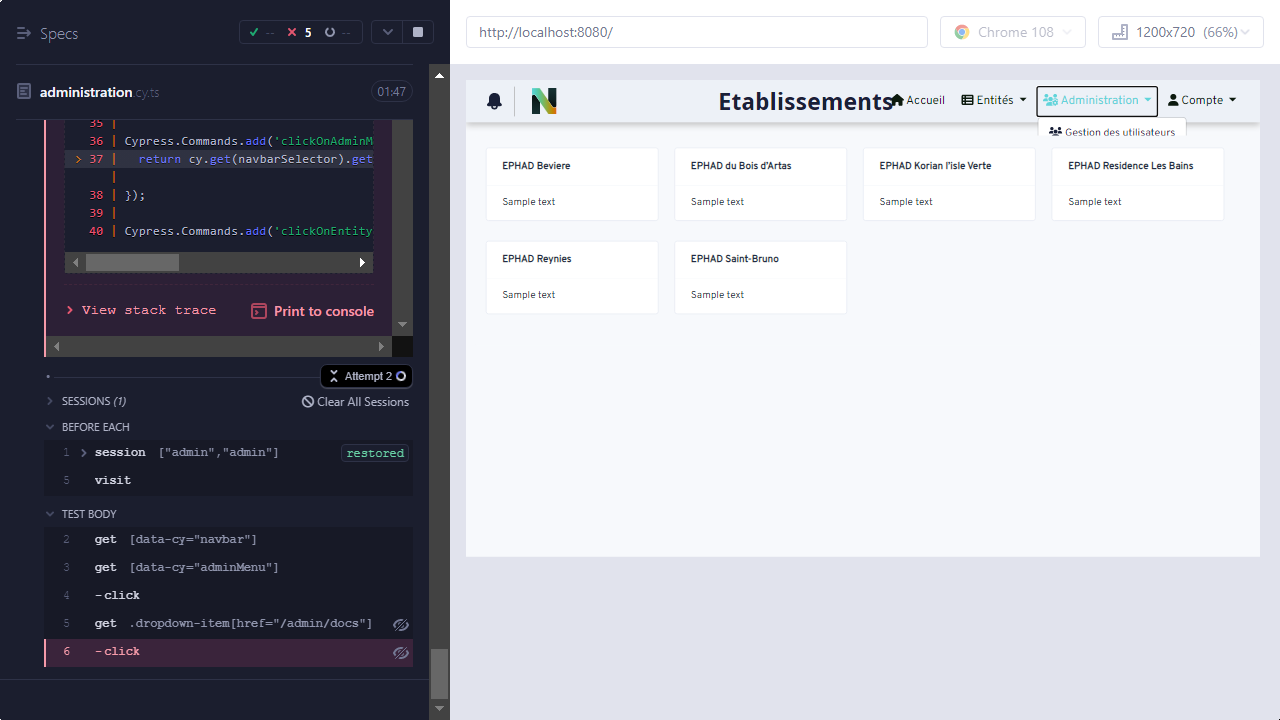 Specs
-- 5 --
administration.cy.ts
01:47
35 |
36 | Cypress.Commands.add('clickOnAdminM
> 37 | return cy.get(navbarSelector).get
|
38 | });
39 |
40 | Cypress.Commands.add('clickOnEntity
View stack trace
Print to console
Attempt 2
SESSIONS (1)
Clear All Sessions
BEFORE EACH
1 session ["admin","admin"] restored
5 visit
TEST BODY
2 get [data-cy="navbar"]
3 get [data-cy="adminMenu"]
4 -click
5 get .dropdown-item[href="/admin/docs"]
6 -click
http://localhost:8080/
Chrome 108
1200x720 (66%)
Etablissements
Accueil
Entités
Administration
Compte
Gestion des utilisateurs
EPHAD Beviere
Sample text
EPHAD du Bois d'Artas
Sample text
EPHAD Korian l'isle Verte
Sample text
EPHAD Residence Les Bains
Sample text
EPHAD Reynies
Sample text
EPHAD Saint-Bruno
Sample text